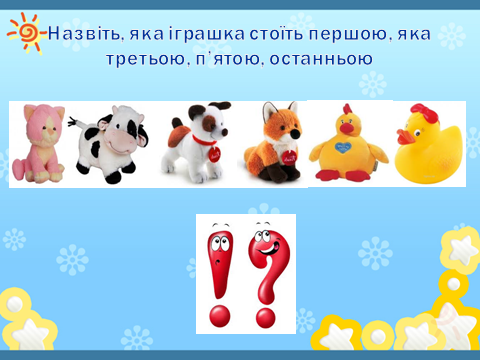 Назвіть, яка іграшка стоїть першою, яка
третьою, п'ятою, останньою